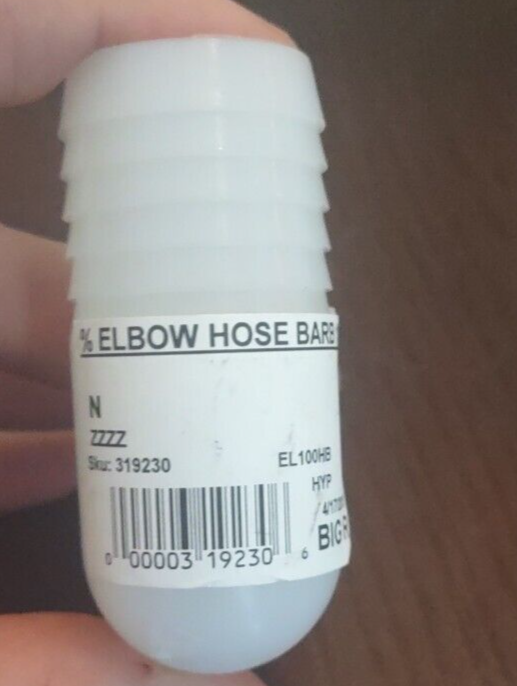 % ELBOW HOSE BARB
N
ZZZZ
Sku: 319230
EL100HB
HYP
0 00003 19230 6
BIG